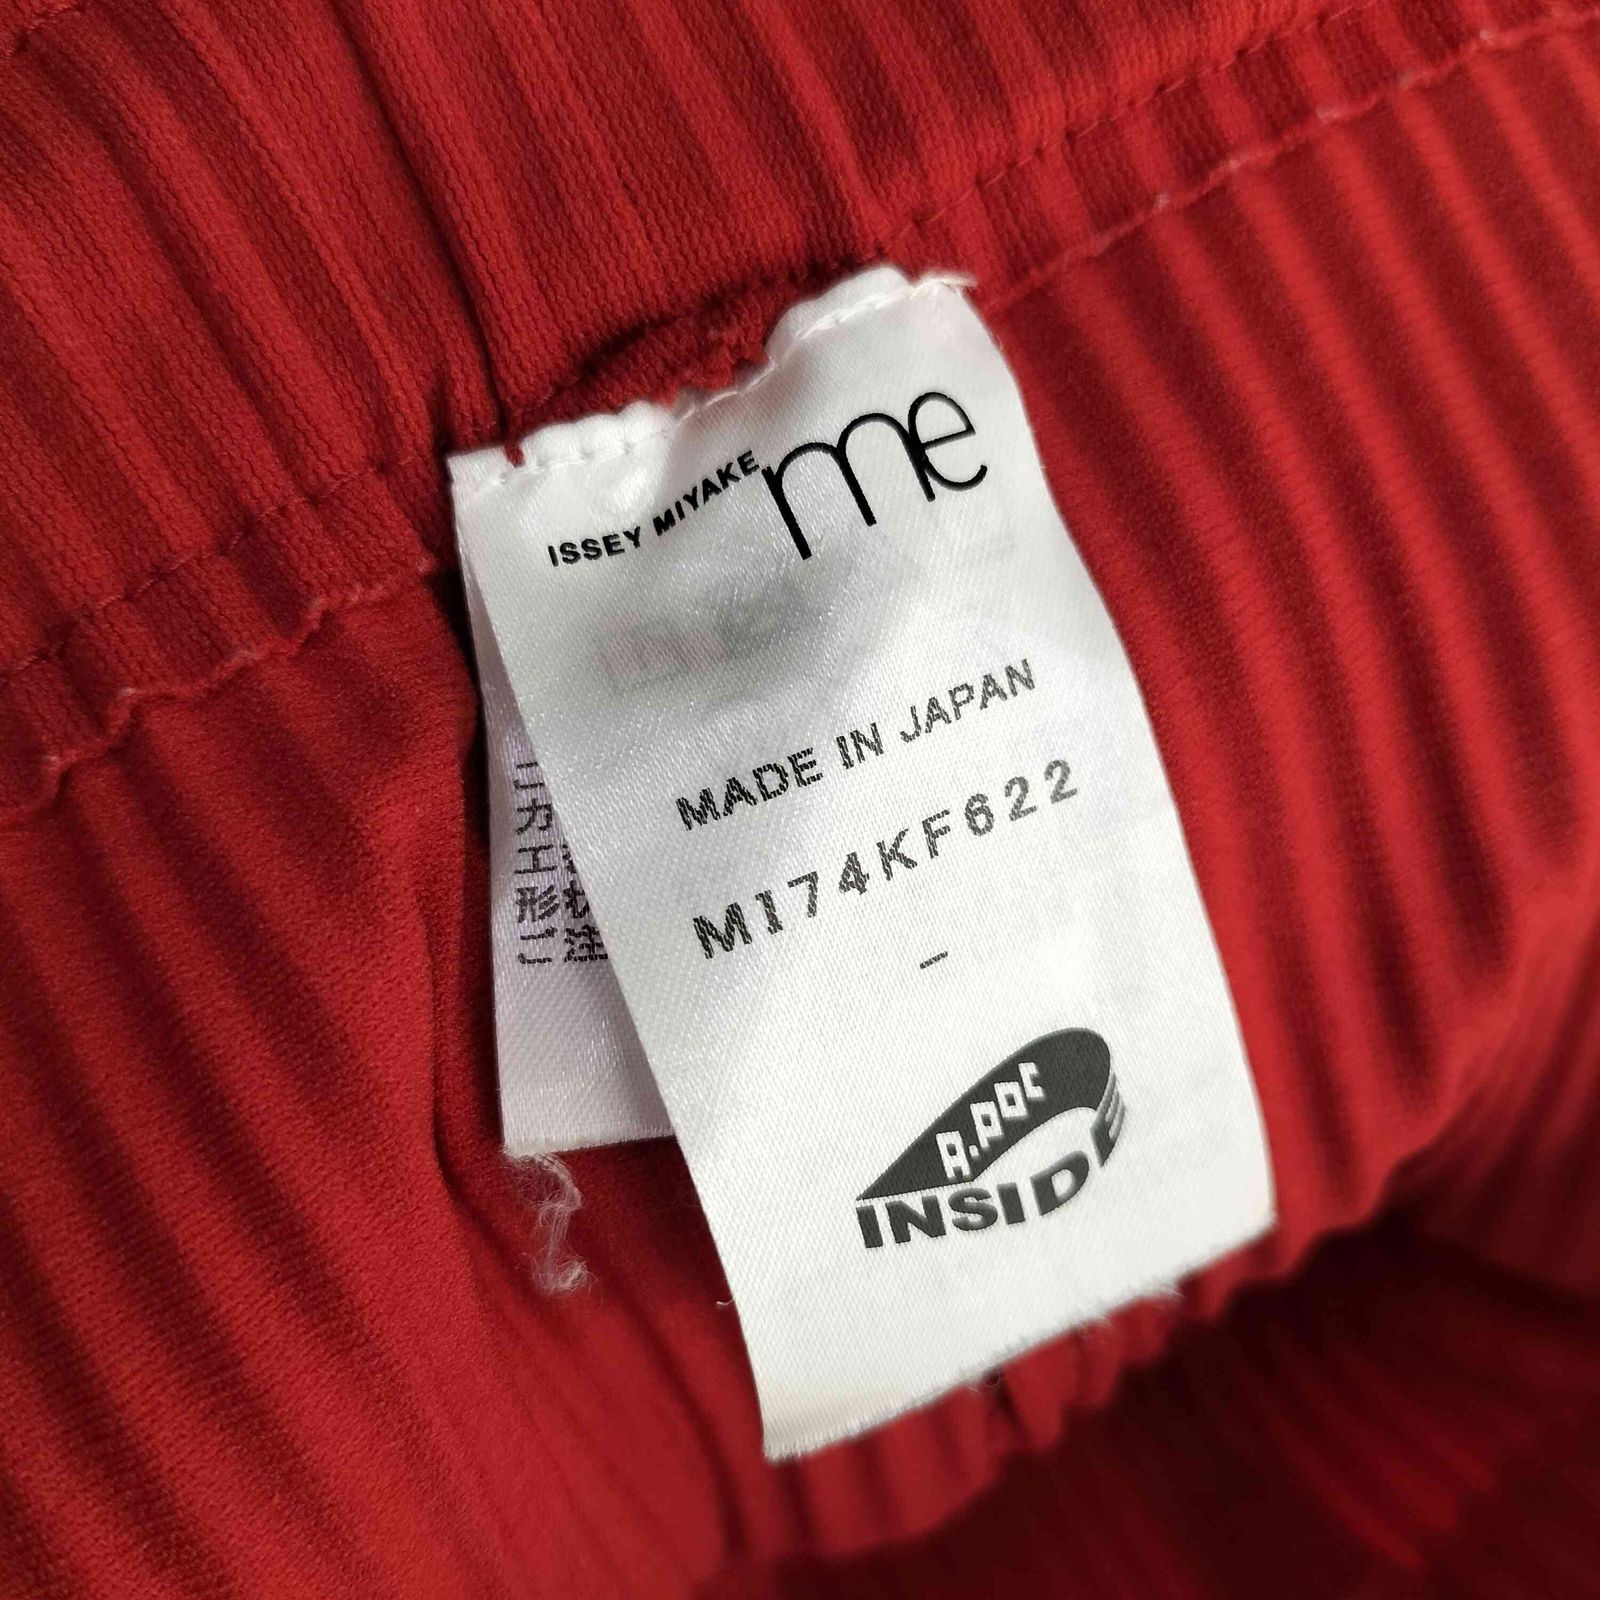 ISSEY MIYAKE me
MADE IN JAPAN
MI74KF622
-
A.POC
INSIDE